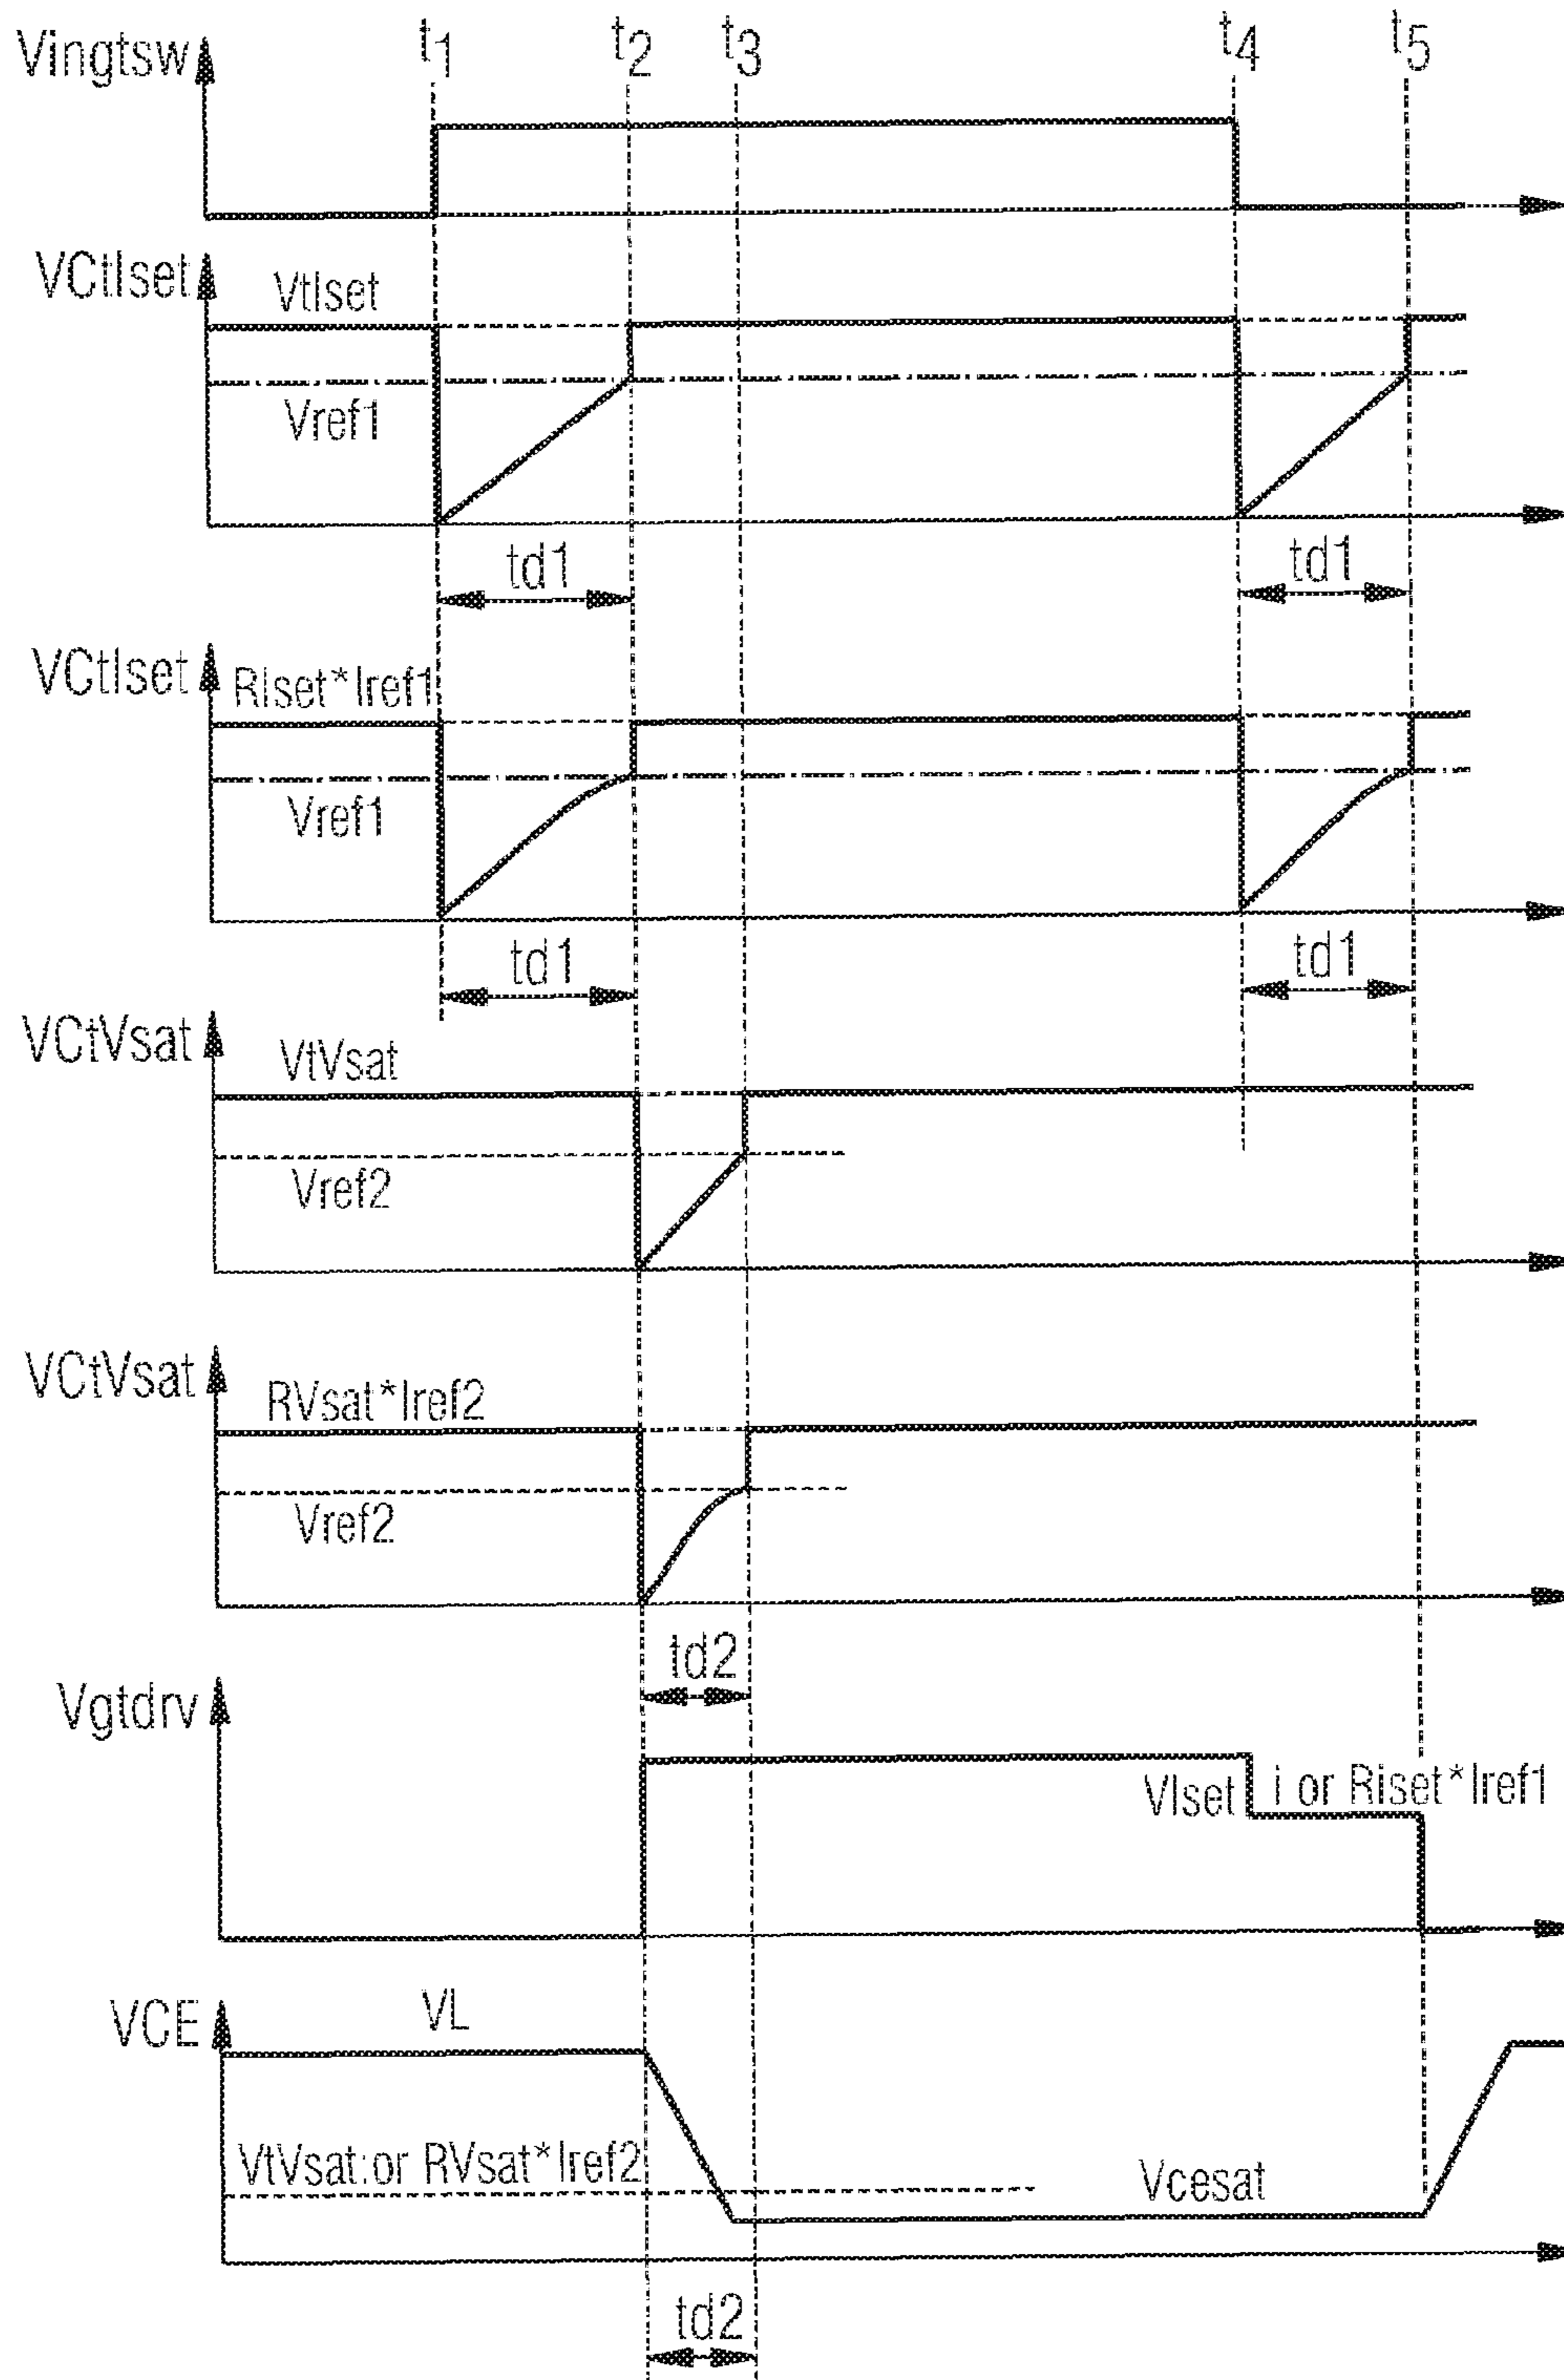 Vingtsw
t1 t2 t3 t4 t5
VCtIset
VtIset
Vref1
td1 td1
VCtIset
RIset*Iref1
Vref1
td1 td1
VCtVsat
VtVsat
Vref2
VCtVsat
RVsat*Iref2
Vref2
td2
Vgtdrv
VIset i or Riset*Iref1
VCE
VL
VtVsat:or RVsat*Iref2
Vcesat
td2